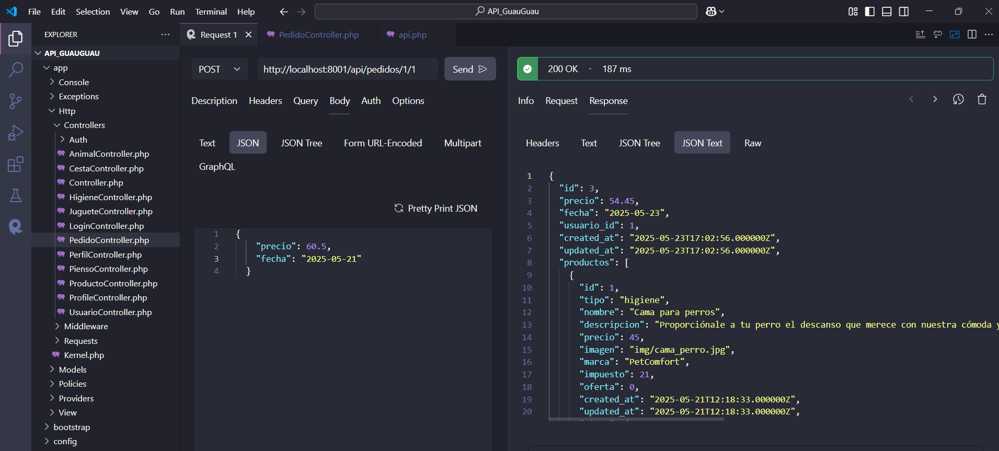 File Edit Selection View Go Run Terminal Help
API_GuauGuau
EXPLORER
API_GUAUGUAU
app
Console
Exceptions
Http
Controllers
Auth
AnimalController.php
CestaController.php
Controller.php
HigieneController.php
JugueteController.php
LoginController.php
PedidoController.php
PerfilController.php
PiensoController.php
ProductoController.php
ProfileController.php
UsuarioController.php
Middleware
Requests
Kernel.php
Models
Policies
Providers
View
bootstrap
config
Request 1 PedidoController.php api.php
POST http://localhost:8001/api/pedidos/1/1 Send
Description Headers Query Body Auth Options
Text JSON JSON Tree Form URL-Encoded Multipart
GraphQL
Pretty Print JSON
1 {
2 "precio": 60.5,
3 "fecha": "2025-05-21"
4 }
200 OK · 187 ms
Info Request Response
Headers Text JSON Tree JSON Text Raw
1 {
2 "id": 3,
3 "precio": 54.45,
4 "fecha": "2025-05-23",
5 "usuario_id": 1,
6 "created_at": "2025-05-23T17:02:56.000000Z",
7 "updated_at": "2025-05-23T17:02:56.000000Z",
8 "productos": [
9 {
10 "id": 1,
11 "tipo": "higiene",
12 "nombre": "Cama para perros",
13 "descripcion": "Proporciónale a tu perro el descanso que merece con nuestra cómoda y
14 "precio": 45,
15 "imagen": "img/cama_perro.jpg",
16 "marca": "PetComfort",
17 "impuesto": 21,
18 "oferta": 0,
19 "created_at": "2025-05-21T12:18:33.000000Z",
20 "updated_at": "2025-05-21T12:18:33.000000Z",